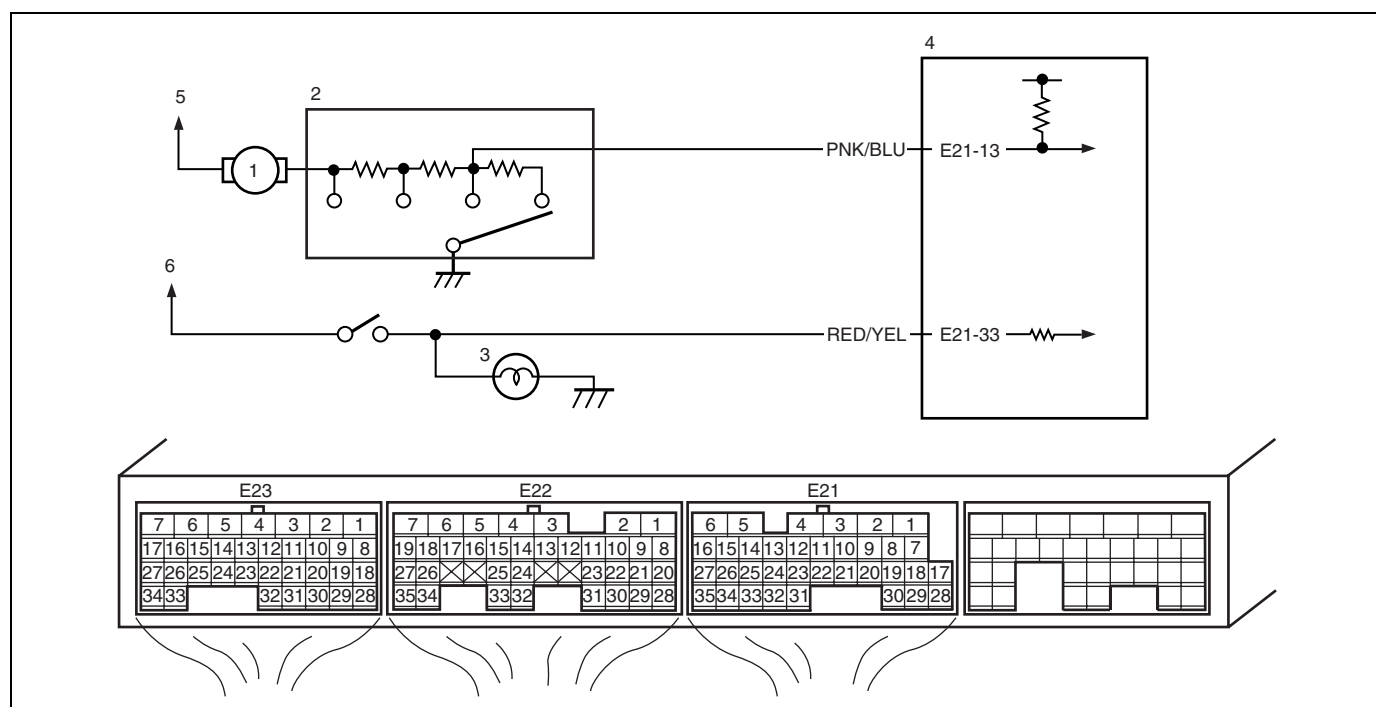 4
5
2
1
PNK/BLU
E21-13
6
3
RED/YEL
E21-33
E23
E22
E21
7 6 5 4 3 2 1
17 16 15 14 13 12 11 10 9 8
27 26 25 24 23 22 21 20 19 18
34 33 32 31 30 29 28
7 6 5 4 3 2 1
19 18 17 16 15 14 13 12 11 10 9 8
27 26 25 24 23 22 21 20
35 34 33 32 31 30 29 28
6 5 4 3 2 1
16 15 14 13 12 11 10 9 8 7
27 26 25 24 23 22 21 20 19 18 17
35 34 33 32 31 30 29 28